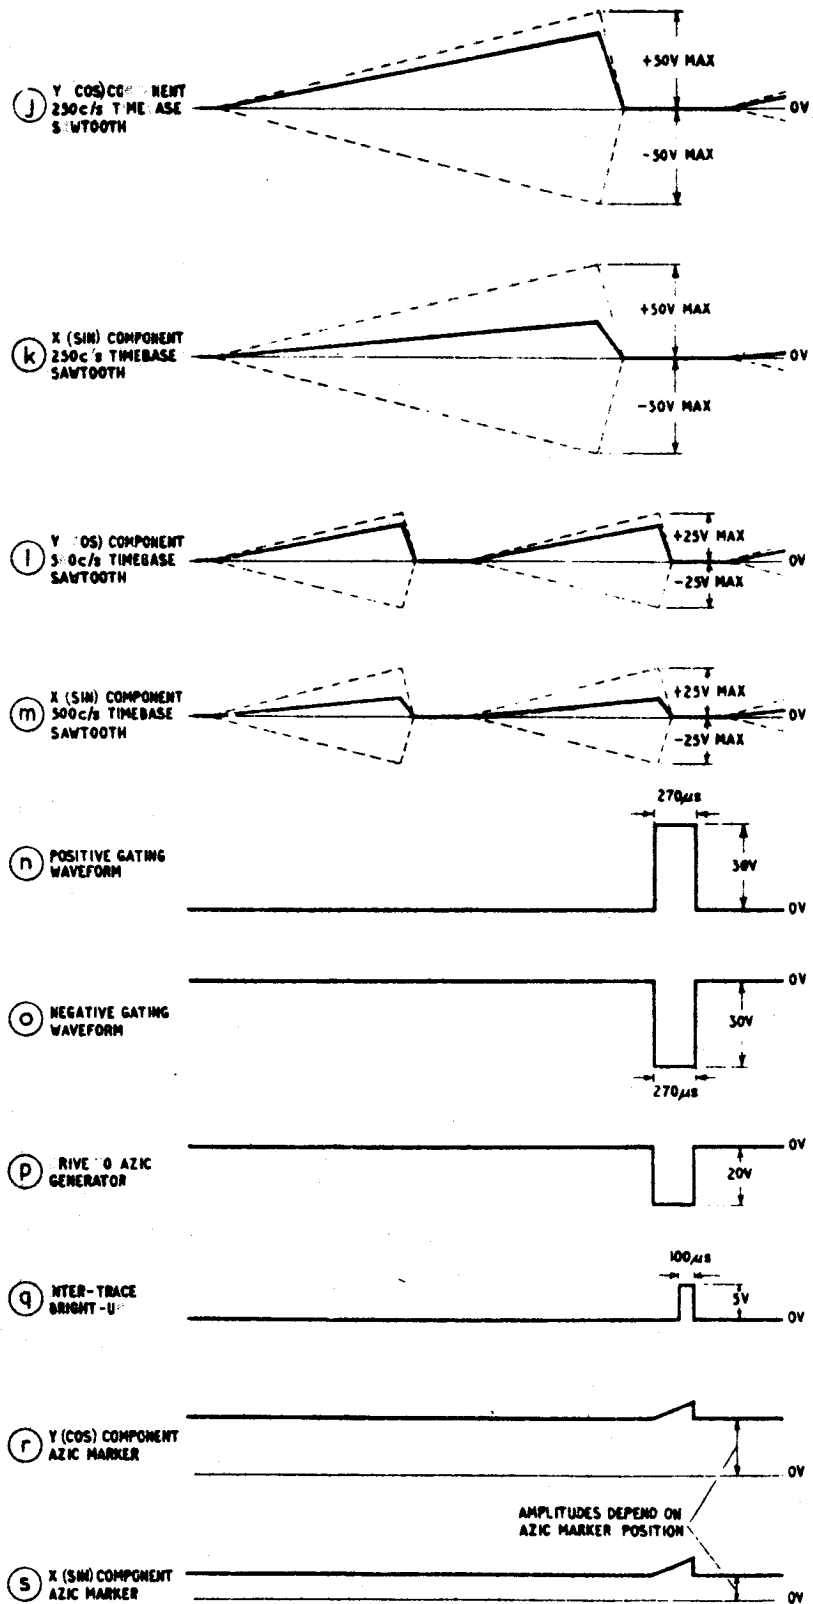 j
Y COS) COMPONENT
250c/s TIMEBASE
SAWTOOTH
+50V MAX
0V
-50V MAX
k
X (SIN) COMPONENT
250c/s TIMEBASE
SAWTOOTH
+50V MAX
0V
-50V MAX
l
Y COS) COMPONENT
500c/s TIMEBASE
SAWTOOTH
+25V MAX
0V
-25V MAX
m
X (SIN) COMPONENT
500c/s TIMEBASE
SAWTOOTH
+25V MAX
0V
-25V MAX
270µs
n
POSITIVE GATING
WAVEFORM
30V
0V
0V
o
NEGATIVE GATING
WAVEFORM
30V
270µs
0V
p
RIVE O AZIC
GENERATOR
20V
100µs
q
NTER-TRACE
BRIGHT-U
5V
0V
r
Y (COS) COMPONENT
AZIC MARKER
0V
AMPLITUDES DEPEND ON
AZIC MARKER POSITION
s
X (SIN) COMPONENT
AZIC MARKER
0V